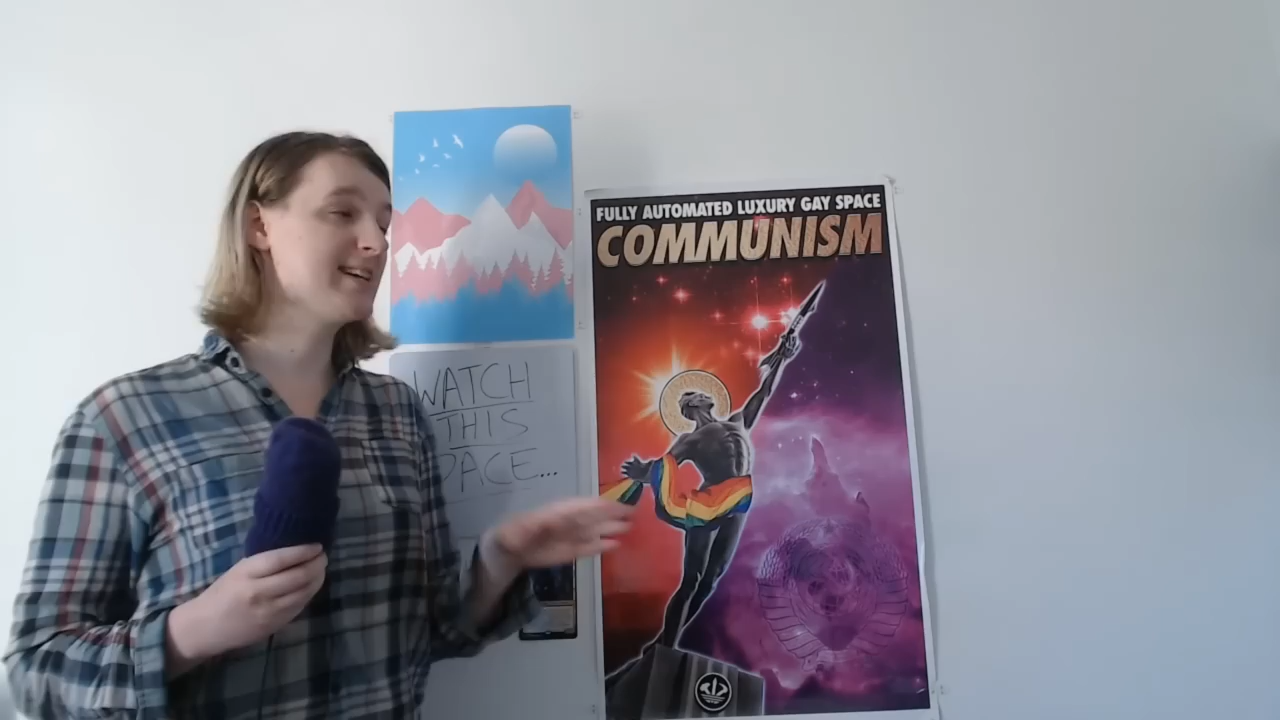 FULLY AUTOMATED LUXURY GAY SPACE
COMMUNISM
WATCH
THIS
PACE...